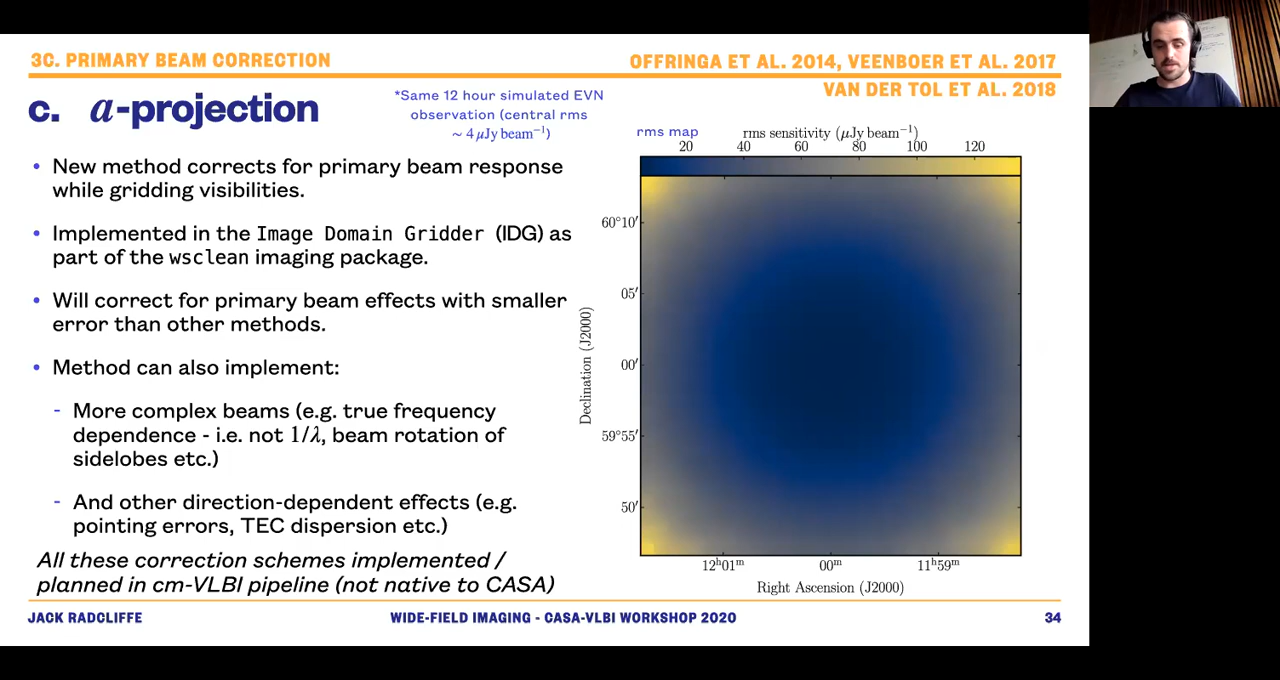 3C. PRIMARY BEAM CORRECTION
OFFRINGA ET AL. 2014, VEENBOER ET AL. 2017
VAN DER TOL ET AL. 2018
c. a-projection
*Same 12 hour simulated EVN
observation (central rms
~ 4 μJy beam⁻¹)
• New method corrects for primary beam response
while gridding visibilities.
• Implemented in the Image Domain Gridder (IDG) as
part of the wsclean imaging package.
• Will correct for primary beam effects with smaller
error than other methods.
• Method can also implement:
- More complex beams (e.g. true frequency
dependence - i.e. not 1/λ, beam rotation of
sidelobes etc.)
- And other direction-dependent effects (e.g.
pointing errors, TEC dispersion etc.)
All these correction schemes implemented /
planned in cm-VLBI pipeline (not native to CASA)
rms map
rms sensitivity (μJy beam⁻¹)
20 40 60 80 100 120
60°10′
05′
00′
59°55′
50′
Declination (J2000)
12ʰ01ᵐ 00ᵐ 11ʰ59ᵐ
Right Ascension (J2000)
JACK RADCLIFFE
WIDE-FIELD IMAGING - CASA-VLBI WORKSHOP 2020
34